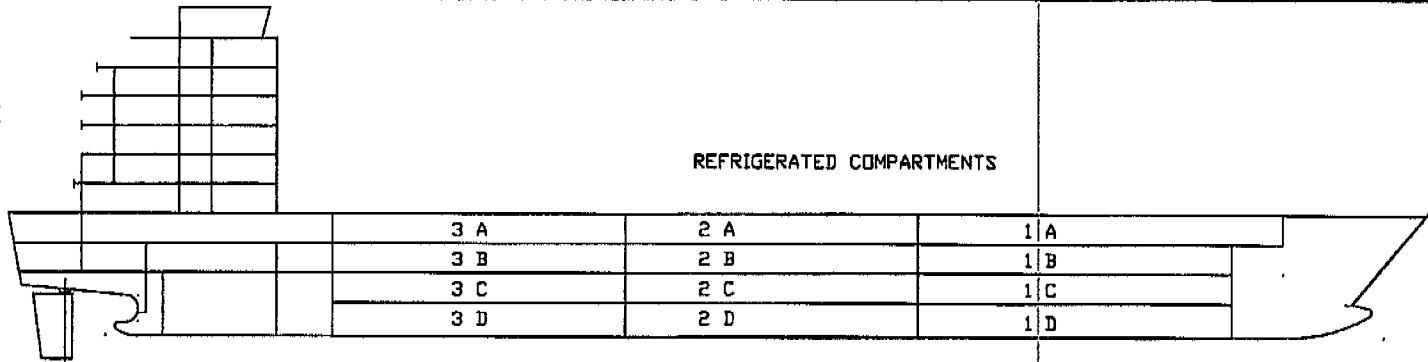 REFRIGERATED COMPARTMENTS
3 A 2 A 1 A
3 B 2 B 1 B
3 C 2 C 1 C
3 D 2 D 1 D